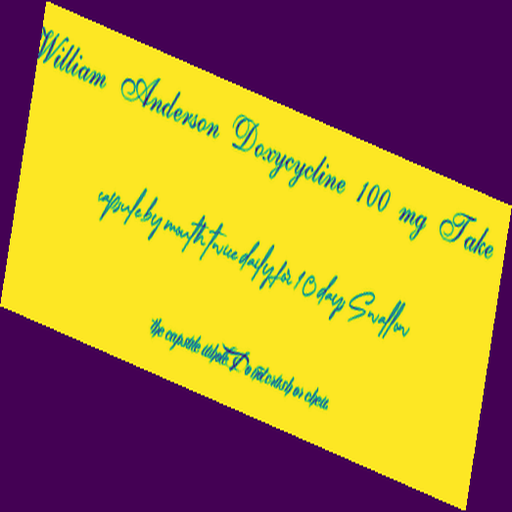 William Anderson Doxycycline 100 mg Take
capsule by mouth twice daily for 10 days Swallow
the capsule whole. Do not crush or chew.